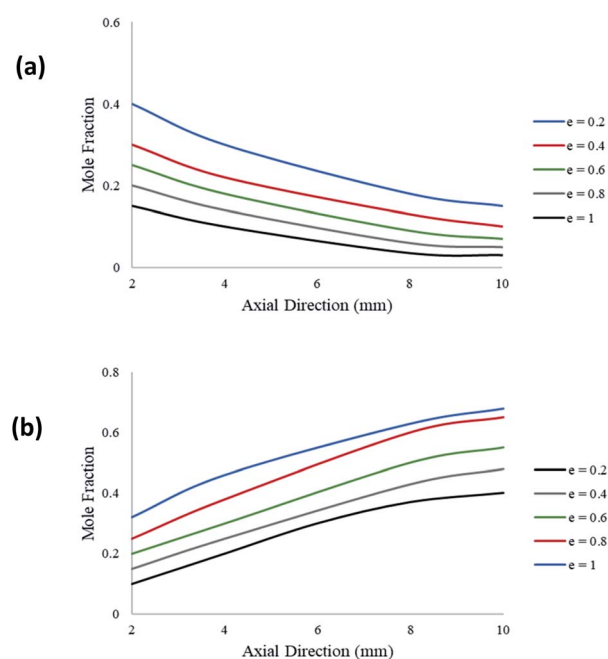 (a)
0.6
0.4
0.2
0
Mole Fraction
2 4 6 8 10
Axial Direction (mm)
e = 0.2
e = 0.4
e = 0.6
e = 0.8
e = 1
(b)
0.8
0.6
0.4
0.2
0
Mole Fraction
2 4 6 8 10
Axial Direction (mm)
e = 0.2
e = 0.4
e = 0.6
e = 0.8
e = 1